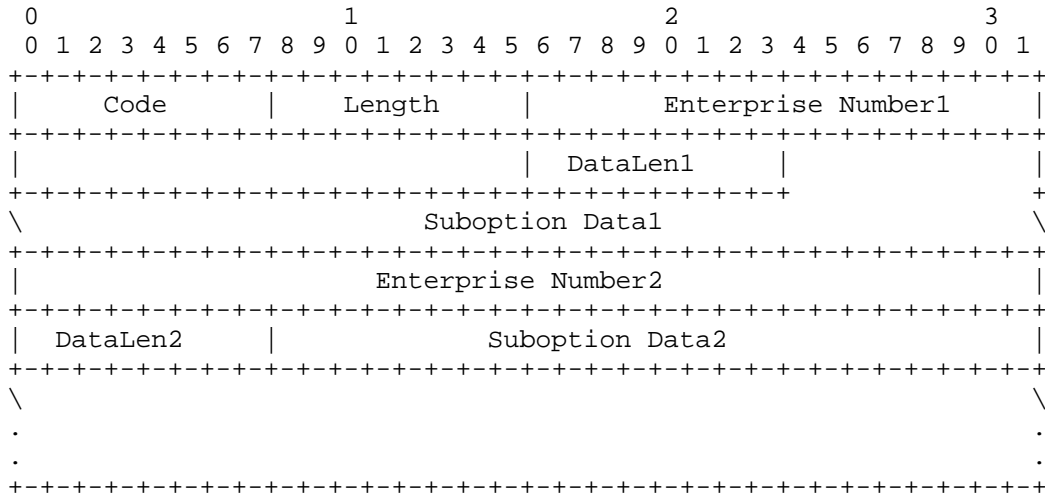 0                   1                   2                   3
 0 1 2 3 4 5 6 7 8 9 0 1 2 3 4 5 6 7 8 9 0 1 2 3 4 5 6 7 8 9 0 1
+-+-+-+-+-+-+-+-+-+-+-+-+-+-+-+-+-+-+-+-+-+-+-+-+-+-+-+-+-+-+-+-+
|     Code      |    Length     |        Enterprise Number1     |
+-+-+-+-+-+-+-+-+-+-+-+-+-+-+-+-+-+-+-+-+-+-+-+-+-+-+-+-+-+-+-+-+
|                               |  DataLen1     |               |
+-+-+-+-+-+-+-+-+-+-+-+-+-+-+-+-+-+-+-+-+-+-+-+-+               +
\                         Suboption Data1                       \
+-+-+-+-+-+-+-+-+-+-+-+-+-+-+-+-+-+-+-+-+-+-+-+-+-+-+-+-+-+-+-+-+
|                      Enterprise Number2                       |
+-+-+-+-+-+-+-+-+-+-+-+-+-+-+-+-+-+-+-+-+-+-+-+-+-+-+-+-+-+-+-+-+
|  DataLen2     |             Suboption Data2                   |
+-+-+-+-+-+-+-+-+-+-+-+-+-+-+-+-+-+-+-+-+-+-+-+-+-+-+-+-+-+-+-+-+
\                                                               \
.                                                               .
.                                                               .
+-+-+-+-+-+-+-+-+-+-+-+-+-+-+-+-+-+-+-+-+-+-+-+-+-+-+-+-+-+-+-+-+